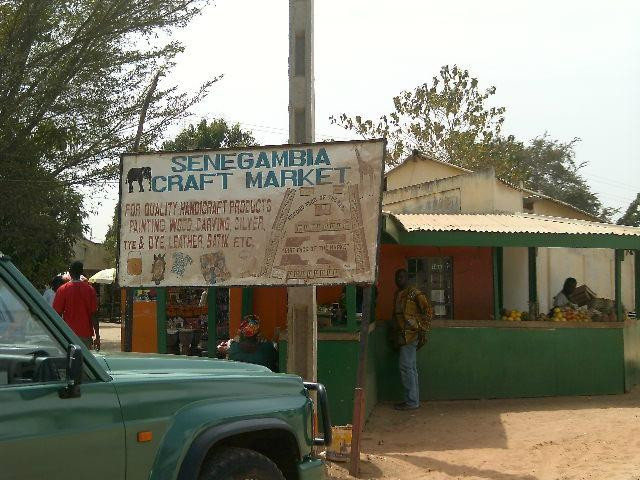 SENEGAMBIA
CRAFT MARKET
FOR QUALITY HANDICRAFT PRODUCTS
PAINTING, WOOD, CARVING, SILVER,
TYE & DYE, LEATHER, BATIK ETC.